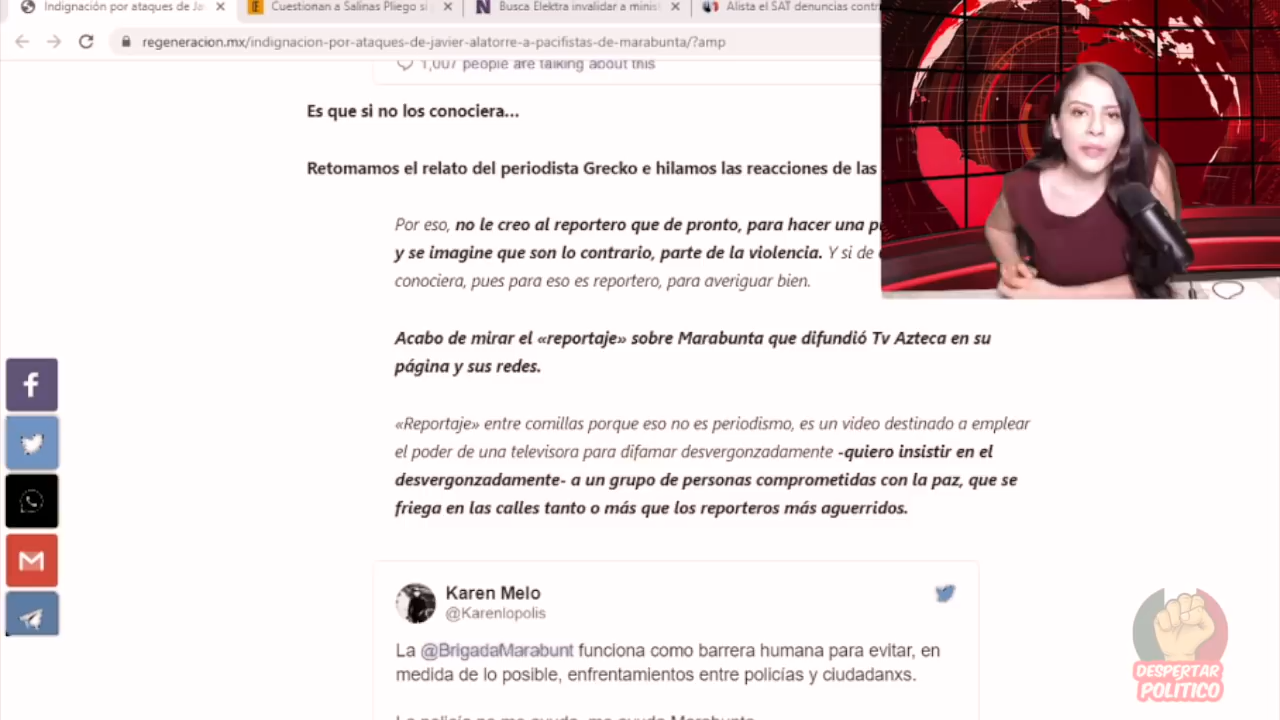 Indignación por ataques de Ja
Cuestionan a Salinas Pliego si
Busca Elektra invalidar a minis
Alista el SAT denuncias contr
regeneracion.mx/indignacion-por-ataques-de-javier-alatorre-a-pacifistas-de-marabunta/?amp
1,007 people are talking about this
Es que si no los conociera...
Retomamos el relato del periodista Grecko e hilamos las reacciones de las
Por eso, no le creo al reportero que de pronto, para hacer una
y se imagine que son lo contrario, parte de la violencia. Y si de
conociera, pues para eso es reportero, para averiguar bien.
Acabo de mirar el «reportaje» sobre Marabunta que difundió Tv Azteca en su
página y sus redes.
«Reportaje» entre comillas porque eso no es periodismo, es un video destinado a emplear
el poder de una televisora para difamar desvergonzadamente -quiero insistir en el
desvergonzadamente- a un grupo de personas comprometidas con la paz, que se
friega en las calles tanto o más que los reporteros más aguerridos.
Karen Melo
@Karenlopolis
La @BrigadaMarabunt funciona como barrera humana para evitar, en
medida de lo posible, enfrentamientos entre policías y ciudadanxs.
La policía no me ayuda, me ayuda Marabunta
DESPERTAR
POLÍTICO